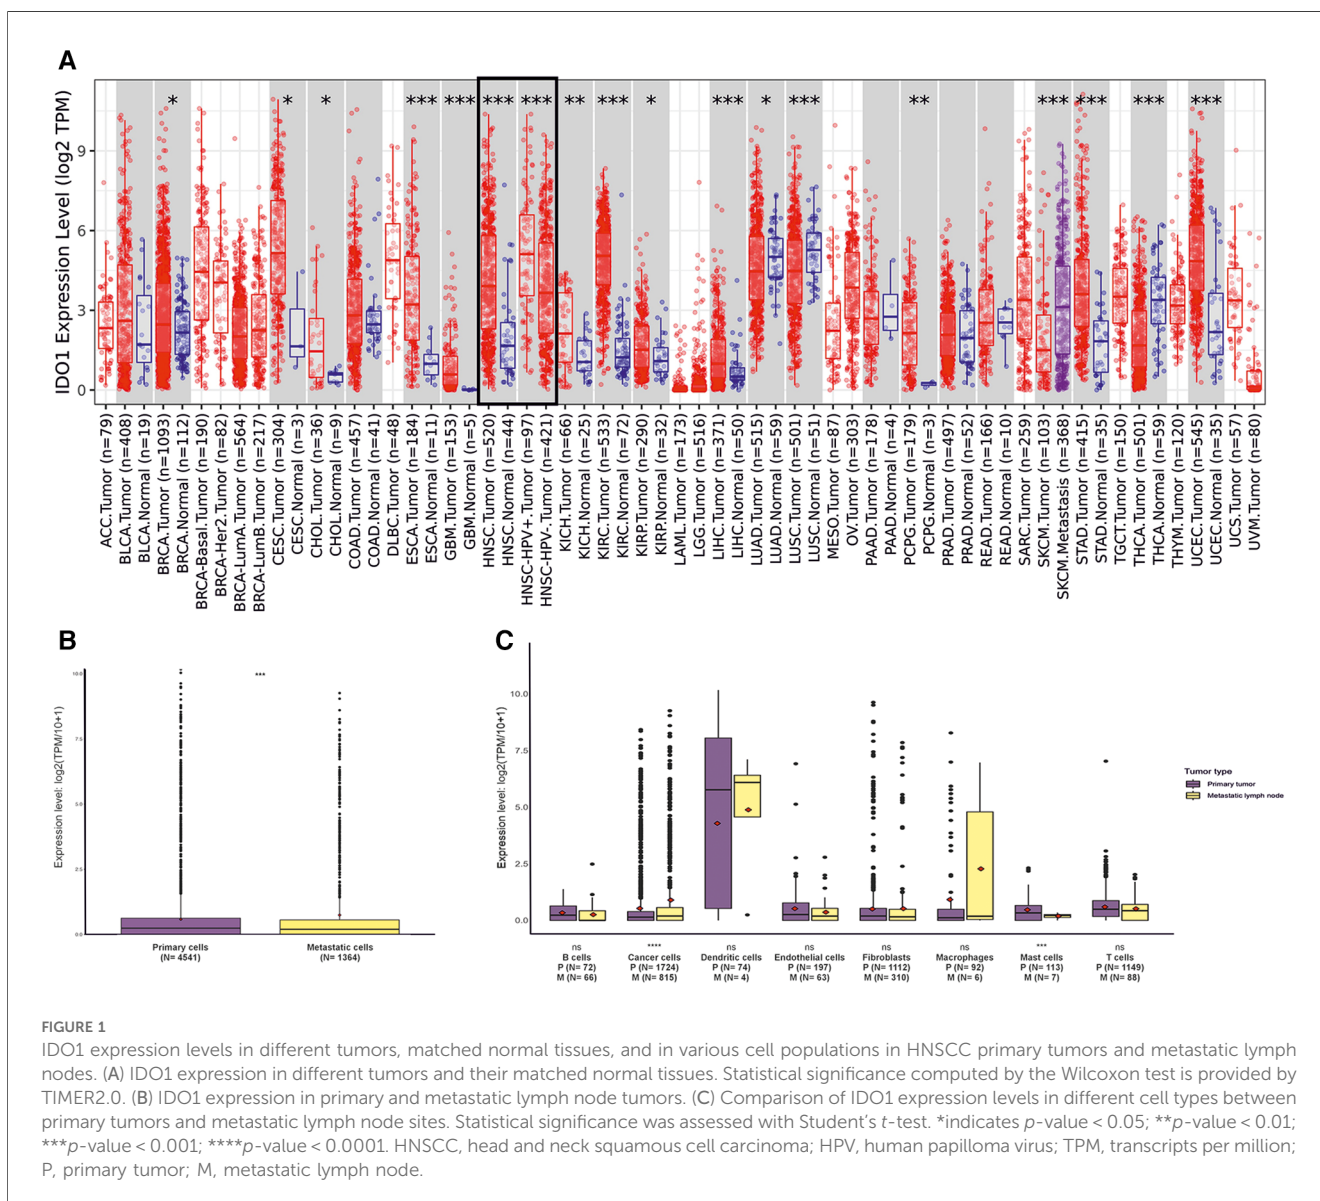 A
IDO1 Expression Level (log2 TPM)
9
6
3
0
* * * *** *** *** *** ** *** * *** * *** ** *** *** *** ***
ACC.Tumor (n=79)
BLCA.Tumor (n=408)
BLCA.Normal (n=19)
BRCA.Tumor (n=1093)
BRCA.Normal (n=112)
BRCA-Basal.Tumor (n=190)
BRCA-Her2.Tumor (n=82)
BRCA-LumA.Tumor (n=564)
BRCA-LumB.Tumor (n=217)
CESC.Tumor (n=304)
CESC.Normal (n=3)
CHOL.Tumor (n=36)
CHOL.Normal (n=9)
COAD.Tumor (n=457)
COAD.Normal (n=41)
DLBC.Tumor (n=48)
ESCA.Tumor (n=184)
ESCA.Normal (n=11)
GBM.Tumor (n=153)
GBM.Normal (n=5)
HNSC.Tumor (n=520)
HNSC.Normal (n=44)
HNSC-HPV+.Tumor (n=97)
HNSC-HPV-.Tumor (n=421)
KICH.Tumor (n=66)
KICH.Normal (n=25)
KIRC.Tumor (n=533)
KIRC.Normal (n=72)
KIRP.Tumor (n=290)
KIRP.Normal (n=32)
LAML.Tumor (n=173)
LGG.Tumor (n=516)
LIHC.Tumor (n=371)
LIHC.Normal (n=50)
LUAD.Tumor (n=515)
LUAD.Normal (n=59)
LUSC.Tumor (n=501)
LUSC.Normal (n=51)
MESO.Tumor (n=87)
OV.Tumor (n=303)
PAAD.Tumor (n=178)
PAAD.Normal (n=4)
PCPG.Tumor (n=179)
PCPG.Normal (n=3)
PRAD.Tumor (n=497)
PRAD.Normal (n=52)
READ.Tumor (n=166)
READ.Normal (n=10)
SARC.Tumor (n=259)
SKCM.Tumor (n=103)
SKCM.Metastasis (n=368)
STAD.Tumor (n=415)
STAD.Normal (n=35)
TGCT.Tumor (n=150)
THCA.Tumor (n=501)
THCA.Normal (n=59)
THYM.Tumor (n=120)
UCEC.Tumor (n=545)
UCEC.Normal (n=35)
UCS.Tumor (n=57)
UVM.Tumor (n=80)
B
Expression level: log2(TPM/10+1)
10.0
7.5
5.0
2.5
0.0
***
Primary cells
(N= 4541)
Metastatic cells
(N= 1364)
C
Expression level: log2(TPM/10+1)
10.0
7.5
5.0
2.5
0.0
ns
B cells
P (N= 72)
M (N= 66)
****
Cancer cells
P (N= 1724)
M (N= 815)
ns
Dendritic cells
P (N= 74)
M (N= 4)
ns
Endothelial cells
P (N= 197)
M (N= 63)
ns
Fibroblasts
P (N= 1112)
M (N= 310)
ns
Macrophages
P (N= 92)
M (N= 6)
***
Mast cells
P (N= 113)
M (N= 7)
ns
T cells
P (N= 1149)
M (N= 88)
Tumor type
Primary tumor
Metastatic lymph node
FIGURE 1
IDO1 expression levels in different tumors, matched normal tissues, and in various cell populations in HNSCC primary tumors and metastatic lymph
nodes. (A) IDO1 expression in different tumors and their matched normal tissues. Statistical significance computed by the Wilcoxon test is provided by
TIMER2.0. (B) IDO1 expression in primary and metastatic lymph node tumors. (C) Comparison of IDO1 expression levels in different cell types between
primary tumors and metastatic lymph node sites. Statistical significance was assessed with Student's t-test. *indicates p-value < 0.05; **p-value < 0.01;
***p-value < 0.001; ****p-value < 0.0001. HNSCC, head and neck squamous cell carcinoma; HPV, human papilloma virus; TPM, transcripts per million;
P, primary tumor; M, metastatic lymph node.